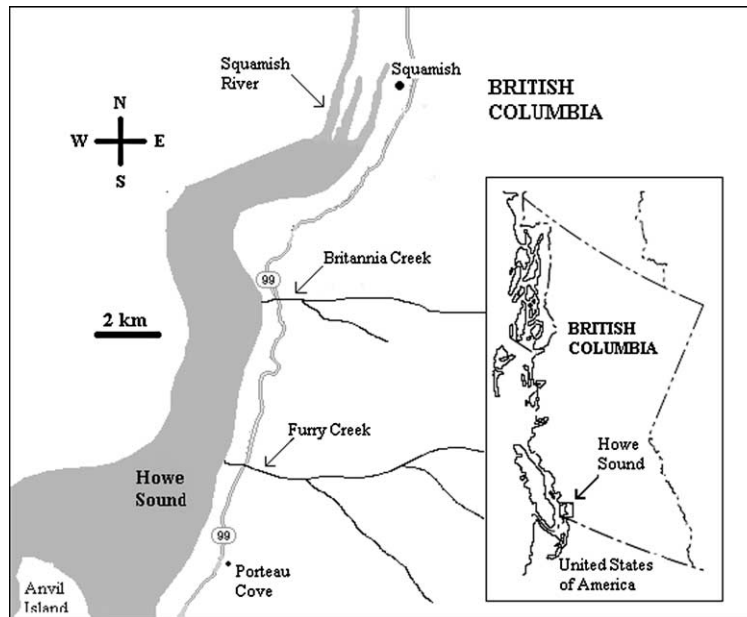 Squamish
River
Squamish
BRITISH
COLUMBIA
N
W E
S
Britannia Creek
99
2 km
BRITISH
COLUMBIA
Furry Creek
Howe
Sound
Howe
Sound
99
Porteau
Cove
United States
of America
Anvil
Island